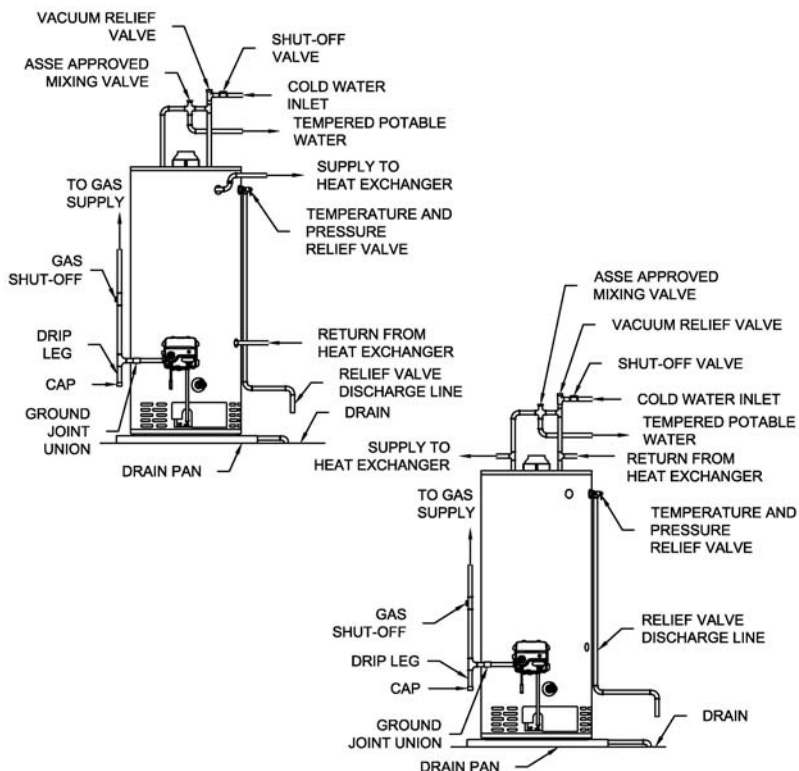 VACUUM RELIEF
VALVE
SHUT-OFF
VALVE
ASSE APPROVED
MIXING VALVE
COLD WATER
INLET
TEMPERED POTABLE
WATER
SUPPLY TO
HEAT EXCHANGER
TO GAS
SUPPLY
TEMPERATURE AND
PRESSURE
RELIEF VALVE
GAS
SHUT-OFF
DRIP
LEG
RETURN FROM
HEAT EXCHANGER
CAP
RELIEF VALVE
DISCHARGE LINE
GROUND
JOINT
UNION
DRAIN
DRAIN PAN
ASSE APPROVED
MIXING VALVE
VACUUM RELIEF VALVE
SHUT-OFF VALVE
COLD WATER INLET
TEMPERED POTABLE
WATER
SUPPLY TO
HEAT EXCHANGER
RETURN FROM
HEAT EXCHANGER
TO GAS
SUPPLY
TEMPERATURE AND
PRESSURE
RELIEF VALVE
GAS
SHUT-OFF
RELIEF VALVE
DISCHARGE LINE
DRIP LEG
CAP
GROUND
JOINT UNION
DRAIN
DRAIN PAN